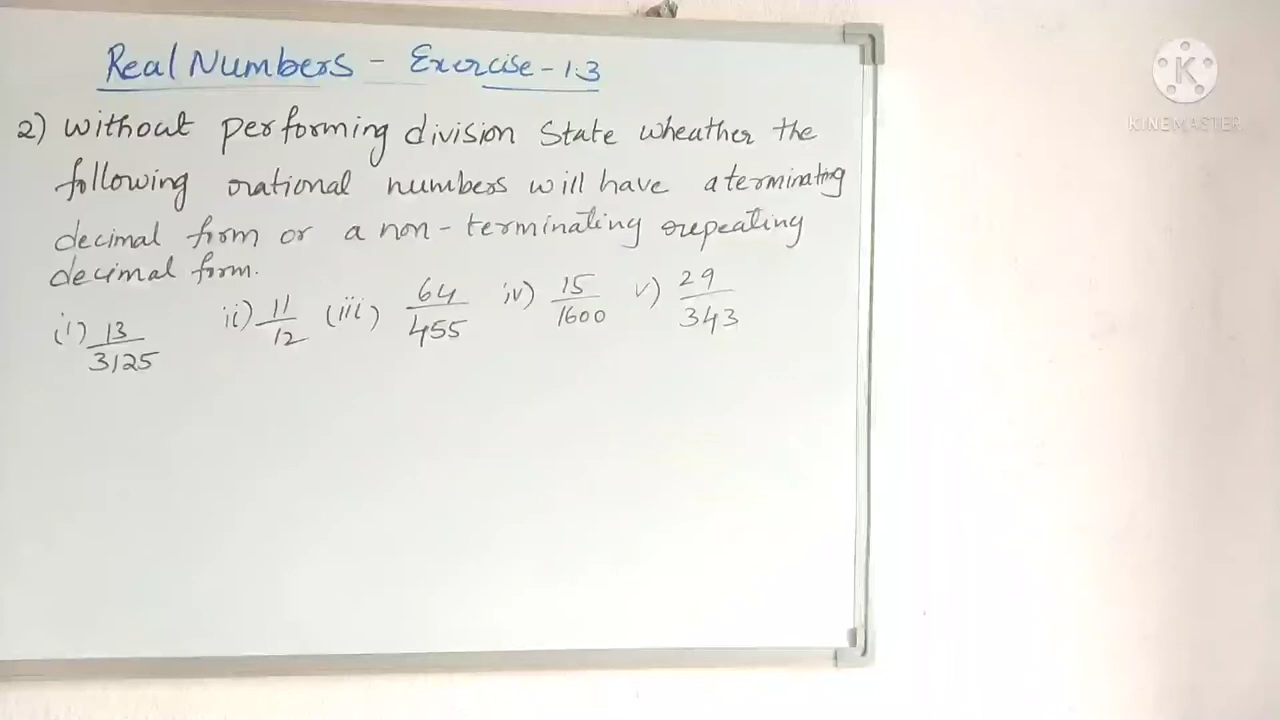 Real Numbers - Exercise - 1.3
2) without performing division State wheather the
following rational numbers will have a terminating
decimal form or a non - terminating repeating
decimal form.
(i) 13/3125 ii) 11/12 (iii) 64/455 iv) 15/1600 v) 29/343
K
KINEMASTER